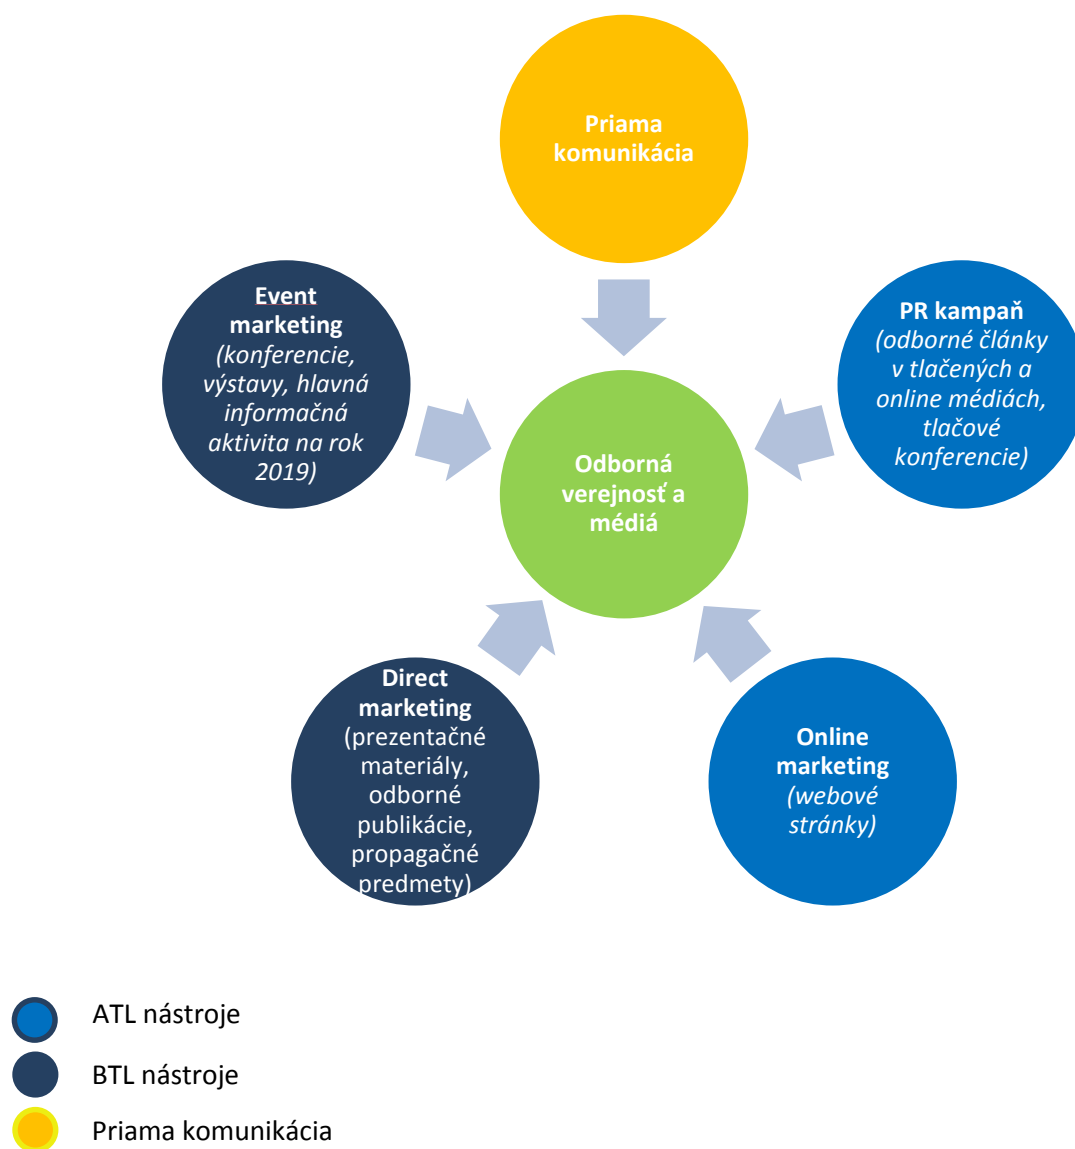 Priama
komunikácia
Event
marketing
(konferencie,
výstavy, hlavná
informačná
aktivita na rok
2019)
PR kampaň
(odborné články
v tlačených a
online médiách,
tlačové
konferencie)
Odborná
verejnosť a
médiá
Direct
marketing
(prezentačné
materiály,
odborné
publikácie,
propagačné
predmety)
Online
marketing
(webové
stránky)
ATL nástroje
BTL nástroje
Priama komunikácia